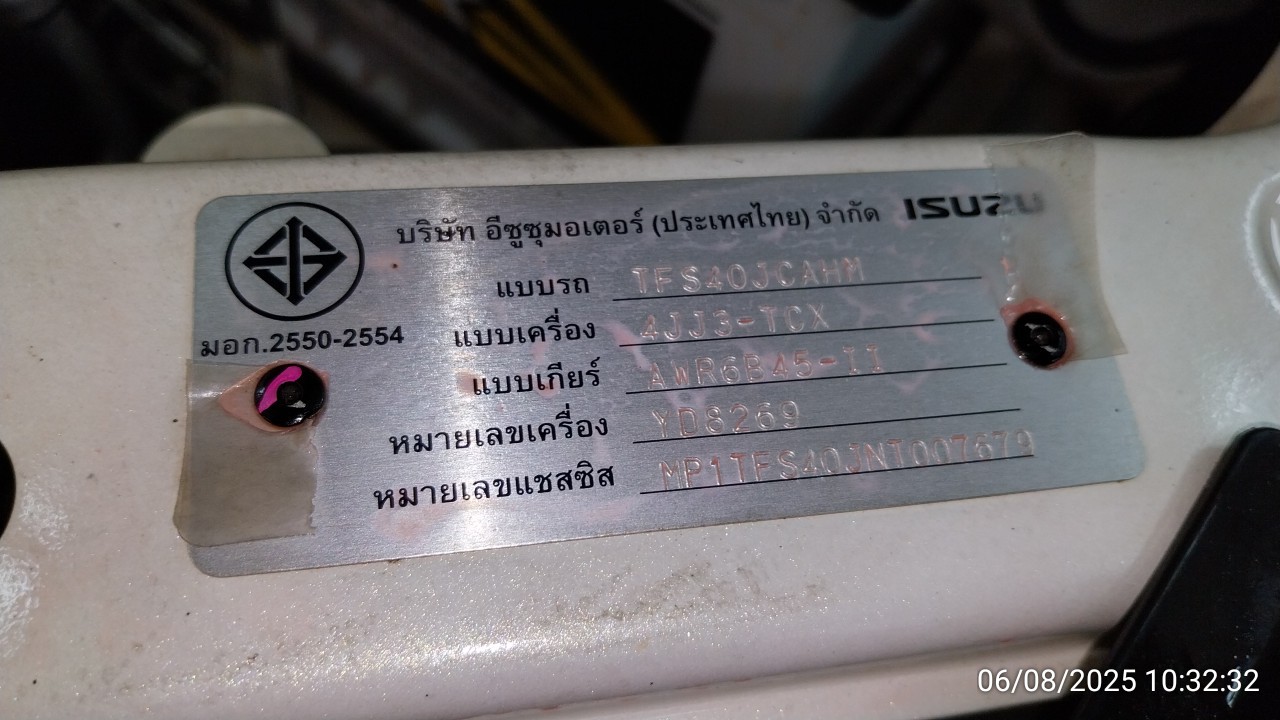 บริษัท อีซูซุมอเตอร์ (ประเทศไทย) จำกัด ISUZU
แบบรถ TFS40JCAHM
มอก.2550-2554
แบบเครื่อง 4JJ3-TCX
แบบเกียร์ AWR6B45-II
หมายเลขเครื่อง YD8269
หมายเลขแชสซิส MP1TFS40JNT007679
06/08/2025 10:32:32